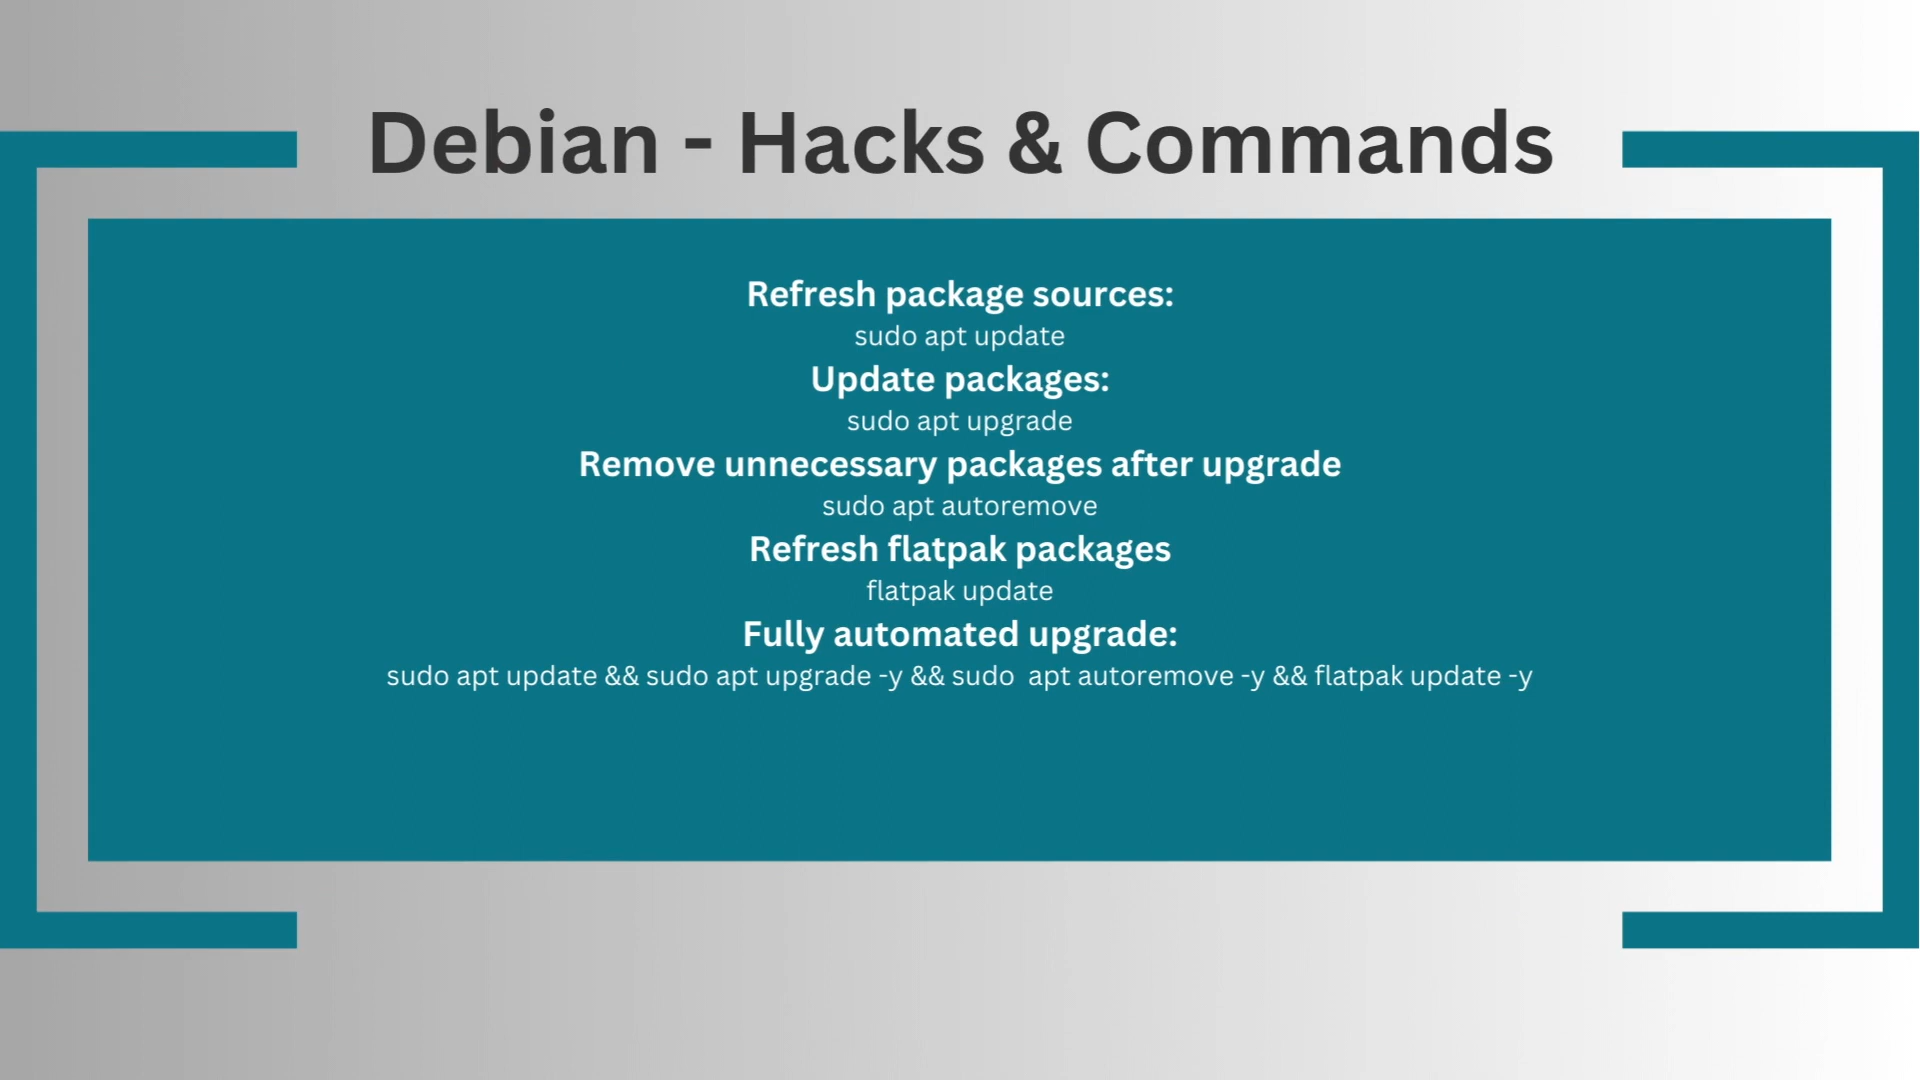 Debian - Hacks & Commands
Refresh package sources:
sudo apt update
Update packages:
sudo apt upgrade
Remove unnecessary packages after upgrade
sudo apt autoremove
Refresh flatpak packages
flatpak update
Fully automated upgrade:
sudo apt update && sudo apt upgrade -y && sudo  apt autoremove -y && flatpak update -y